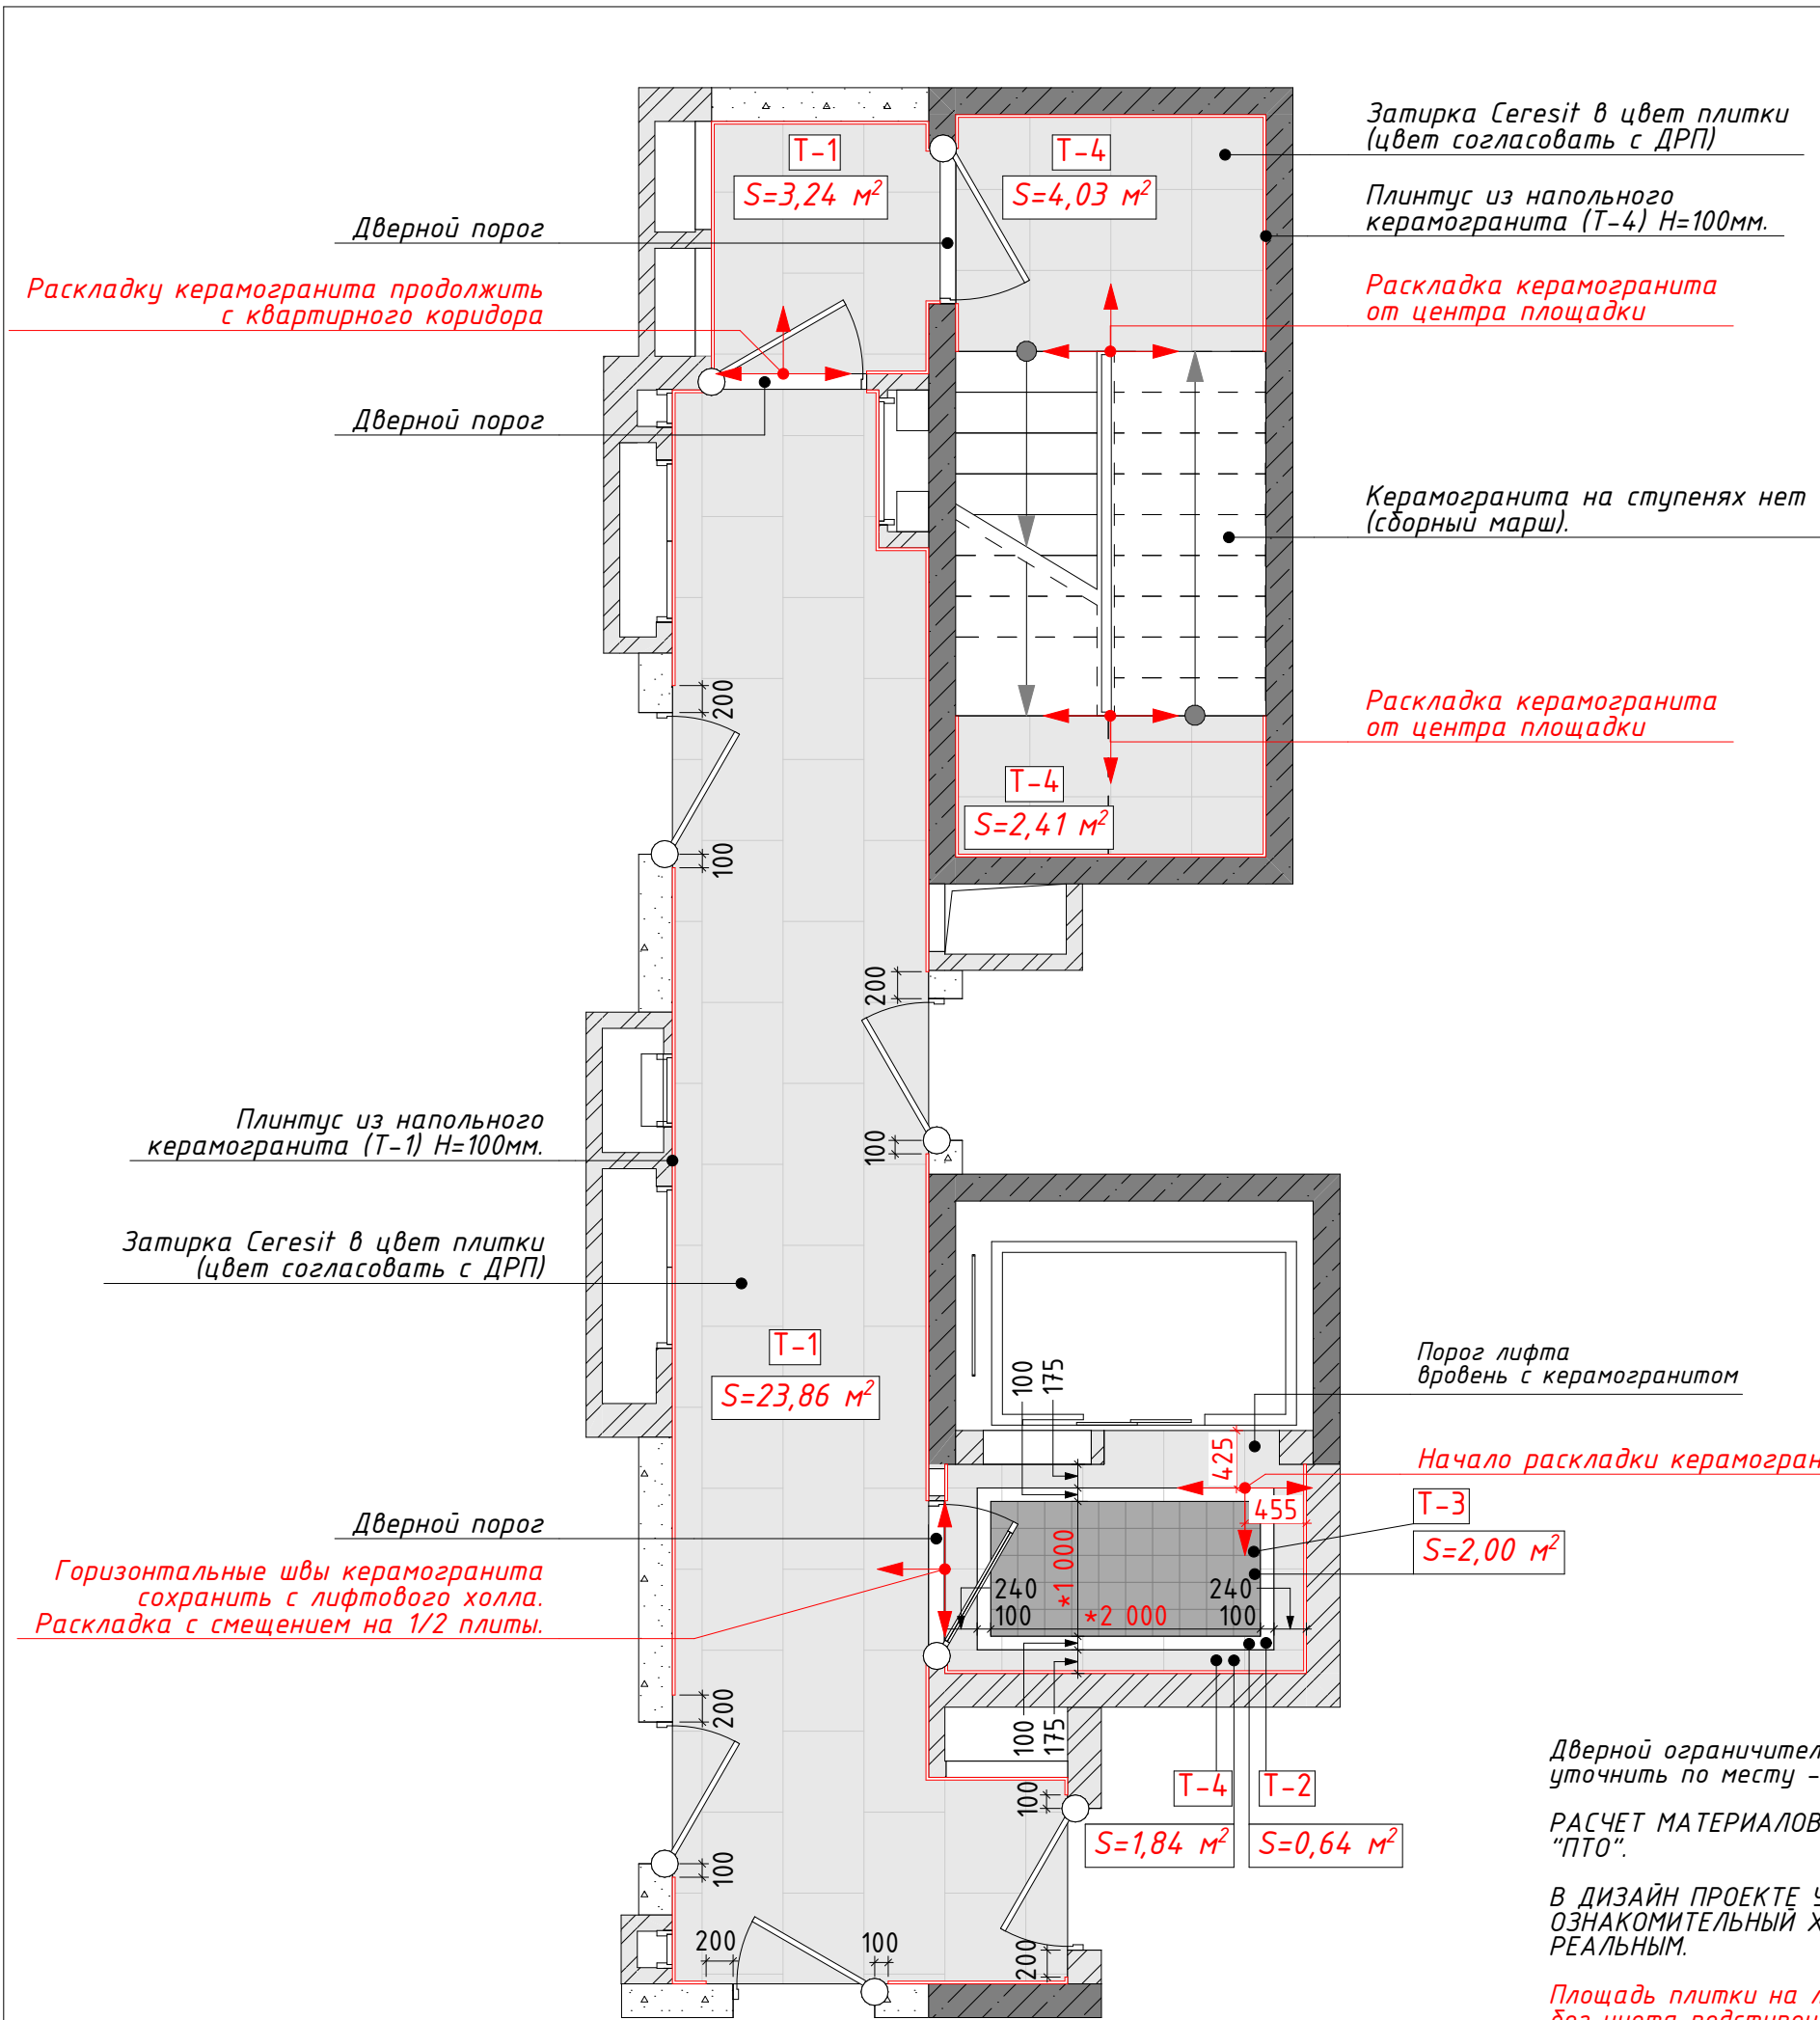 Т-1
S=3,24 м²
Т-4
S=4,03 м²
Затирка Ceresit в цвет плитки
(цвет согласовать с ДРП)
Плинтус из напольного
керамогранита (Т-4) Н=100мм.
Дверной порог
Раскладку керамогранита продолжить
с квартирного коридора
Раскладка керамогранита
от центра площадки
Дверной порог
Керамогранита на ступенях нет
(сборный марш).
200
Раскладка керамогранита
от центра площадки
Т-4
S=2,41 м²
100
200
100
Плинтус из напольного
керамогранита (Т-1) Н=100мм.
Затирка Ceresit в цвет плитки
(цвет согласовать с ДРП)
Т-1
S=23,86 м²
100
175
Порог лифта
вровень с керамогранитом
425
Начало раскладки
455
Т-3
S=2,00 м²
Дверной порог
Горизонтальные швы керамогранита
сохранить с лифтового холла.
Раскладка с смещением на 1/2 плиты.
*1 000
240
100
*2 000
240
100
200
100
175
Т-4
Т-2
S=1,84 м²
S=0,64 м²
100
100
200
100
200
Дверной
уточнить по месту -
РАСЧЕТ МАТЕРИАЛОВ
"ПТО".
В ДИЗАЙН ПРОЕКТЕ
ОЗНАКОМИТЕЛЬНЫЙ
РЕАЛЬНЫМ.
Площадь плитки на